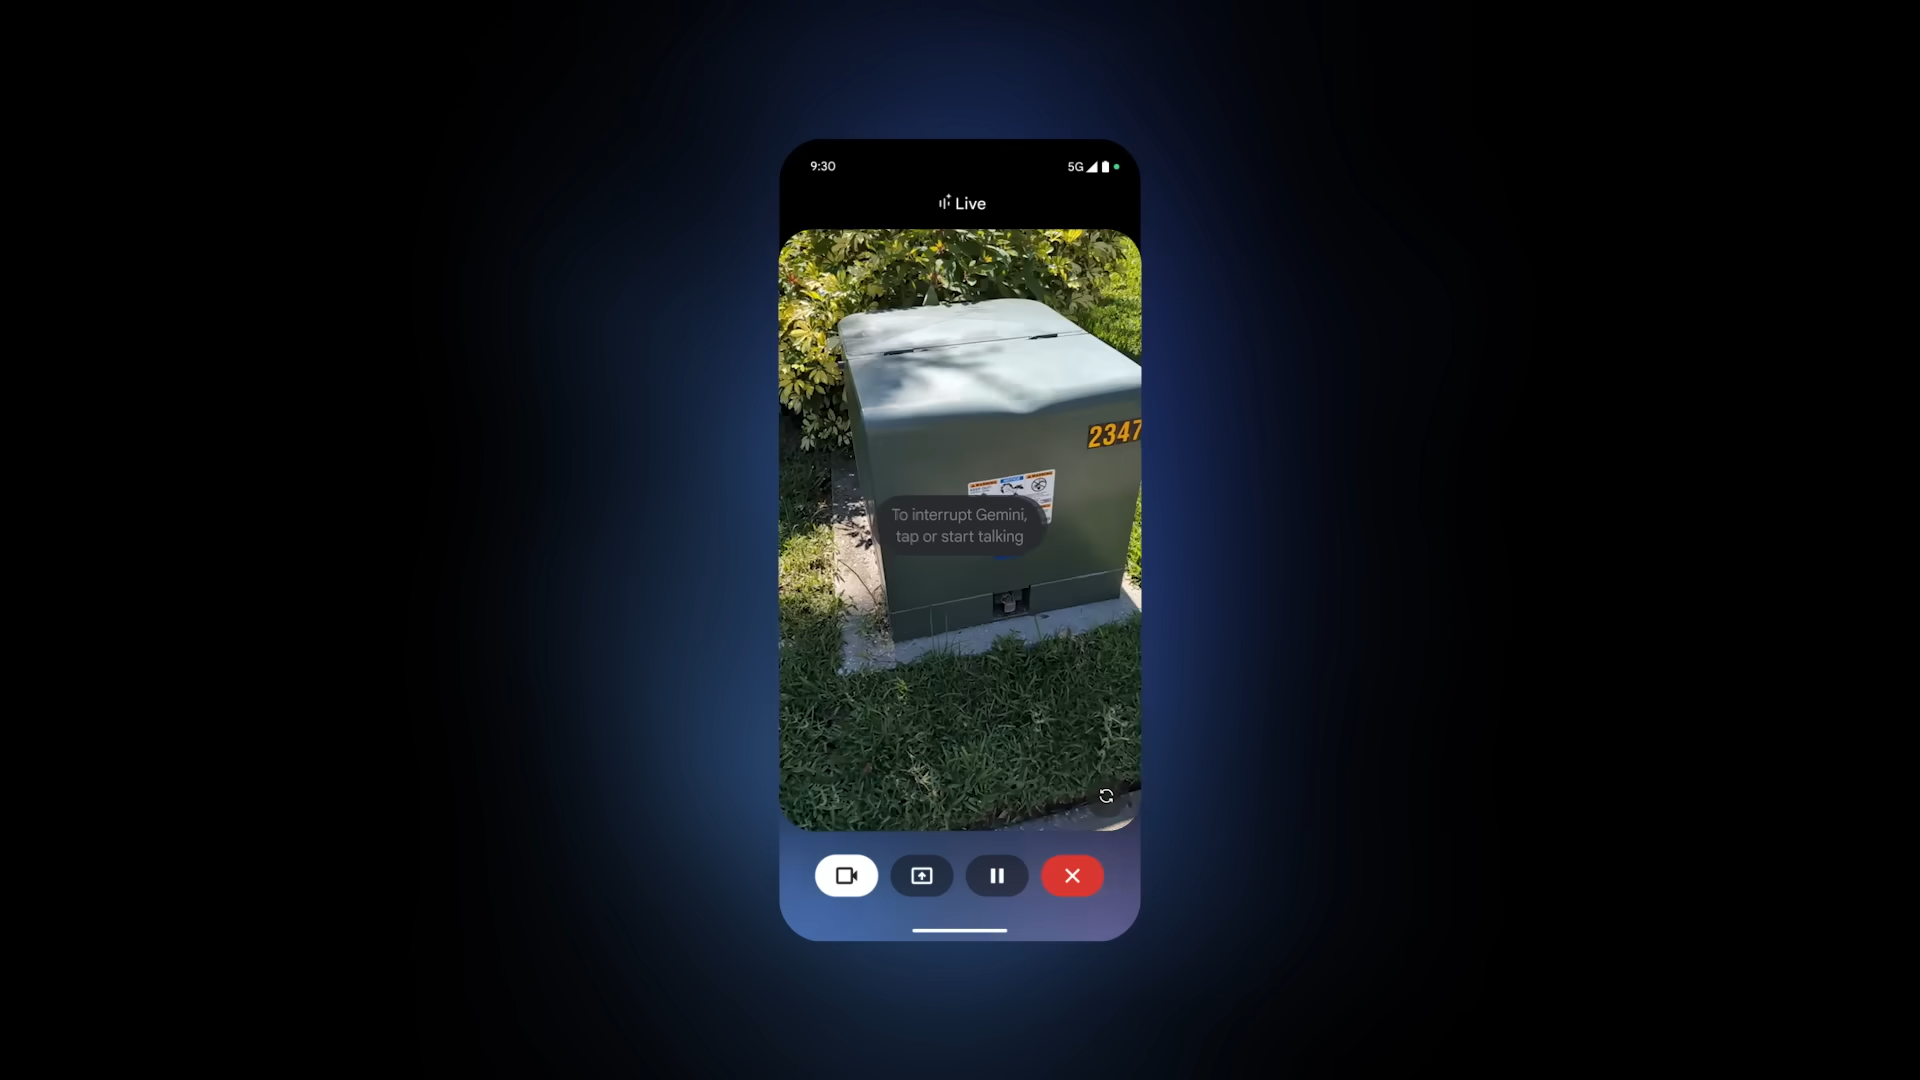 9:30
5G
Live
2347
To interrupt Gemini,
tap or start talking